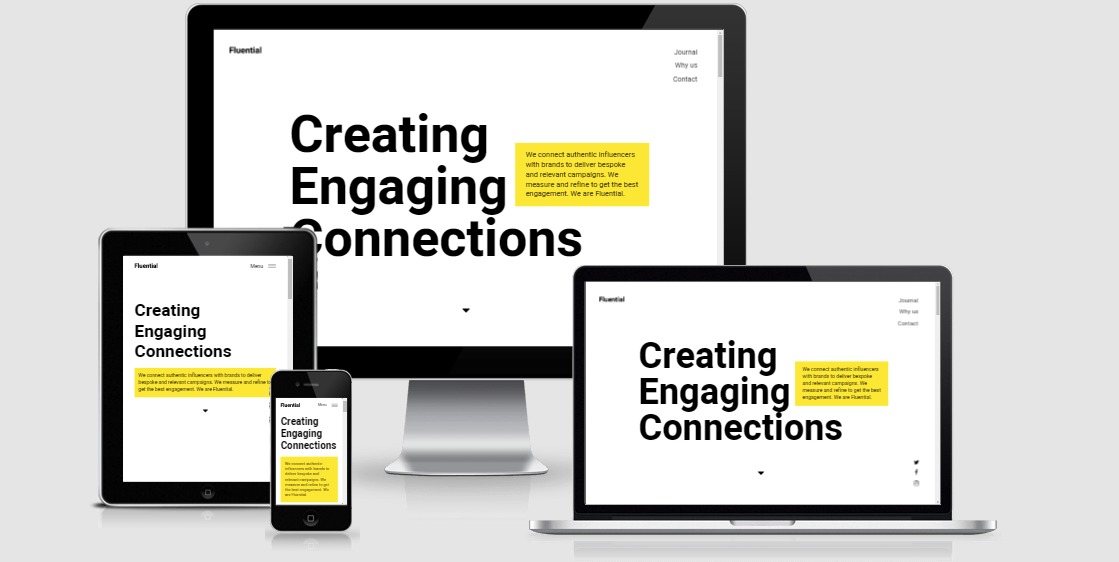 Fluential
Journal
Why us
Contact
Creating
Engaging
Connections
We connect authentic influencers
with brands to deliver bespoke
and relevant campaigns. We
measure and refine to get the best
engagement. We are Fluential.
Fluential
Menu
Creating
Engaging
Connections
We connect authentic influencers with brands to deliver
bespoke and relevant campaigns. We measure and refine to
get the best engagement. We are Fluential.
Fluential
Menu
Creating
Engaging
Connections
We connect authentic
influencers with brands to
deliver bespoke and
relevant campaigns. We
measure and refine to get
the best engagement. We
are Fluential.
Fluential
Journal
Why us
Contact
Creating
Engaging
Connections
We connect authentic influencers
with brands to deliver bespoke
and relevant campaigns. We
measure and refine to get the best
engagement. We are Fluential.